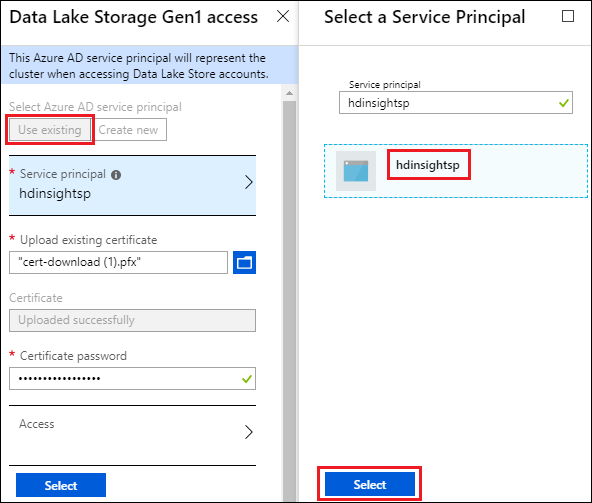 Data Lake Storage Gen1 access
This Azure AD service principal will represent the
cluster when accessing Data Lake Store accounts.
Select Azure AD service principal
Use existing
Create new
* Service principal
hdinsightsp
* Upload existing certificate
"cert-download (1).pfx"
Certificate
Uploaded successfully
* Certificate password
•••••••••••••••••
Access
Select
Select a Service Principal
Service principal
hdinsightsp
hdinsightsp
Select